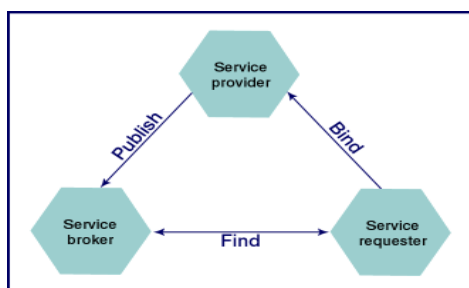 Service
provider
Publish
Bind
Service
broker
Find
Service
requester